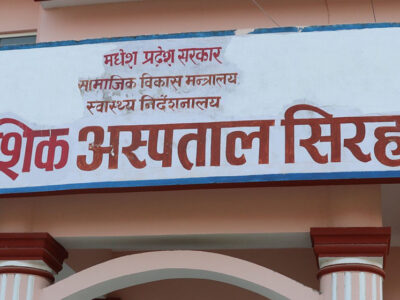 मधेश प्रदेश सरकार
सामाजिक विकास मन्त्रालय
स्वास्थ्य निर्देशनालय
शिक अस्पताल सिरह